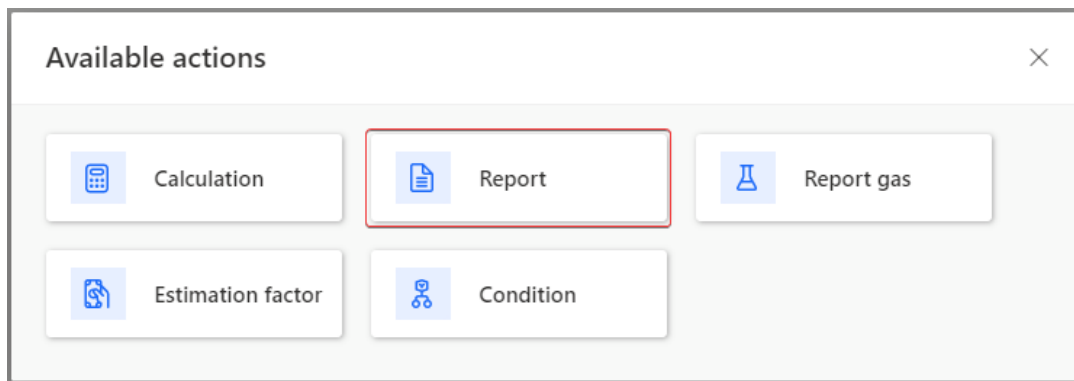 Available actions
Calculation
Report
Report gas
Estimation factor
Condition